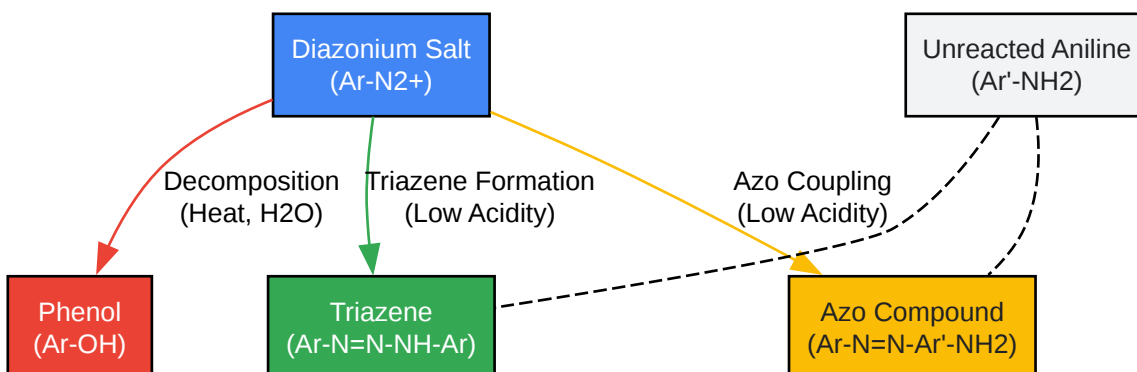 Diazonium Salt
(Ar-N2+)
Unreacted Aniline
(Ar'-NH2)
Decomposition
(Heat, H2O)
Triazene Formation
(Low Acidity)
Azo Coupling
(Low Acidity)
Phenol
(Ar-OH)
Triazene
(Ar-N=N-NH-Ar)
Azo Compound
(Ar-N=N-Ar'-NH2)